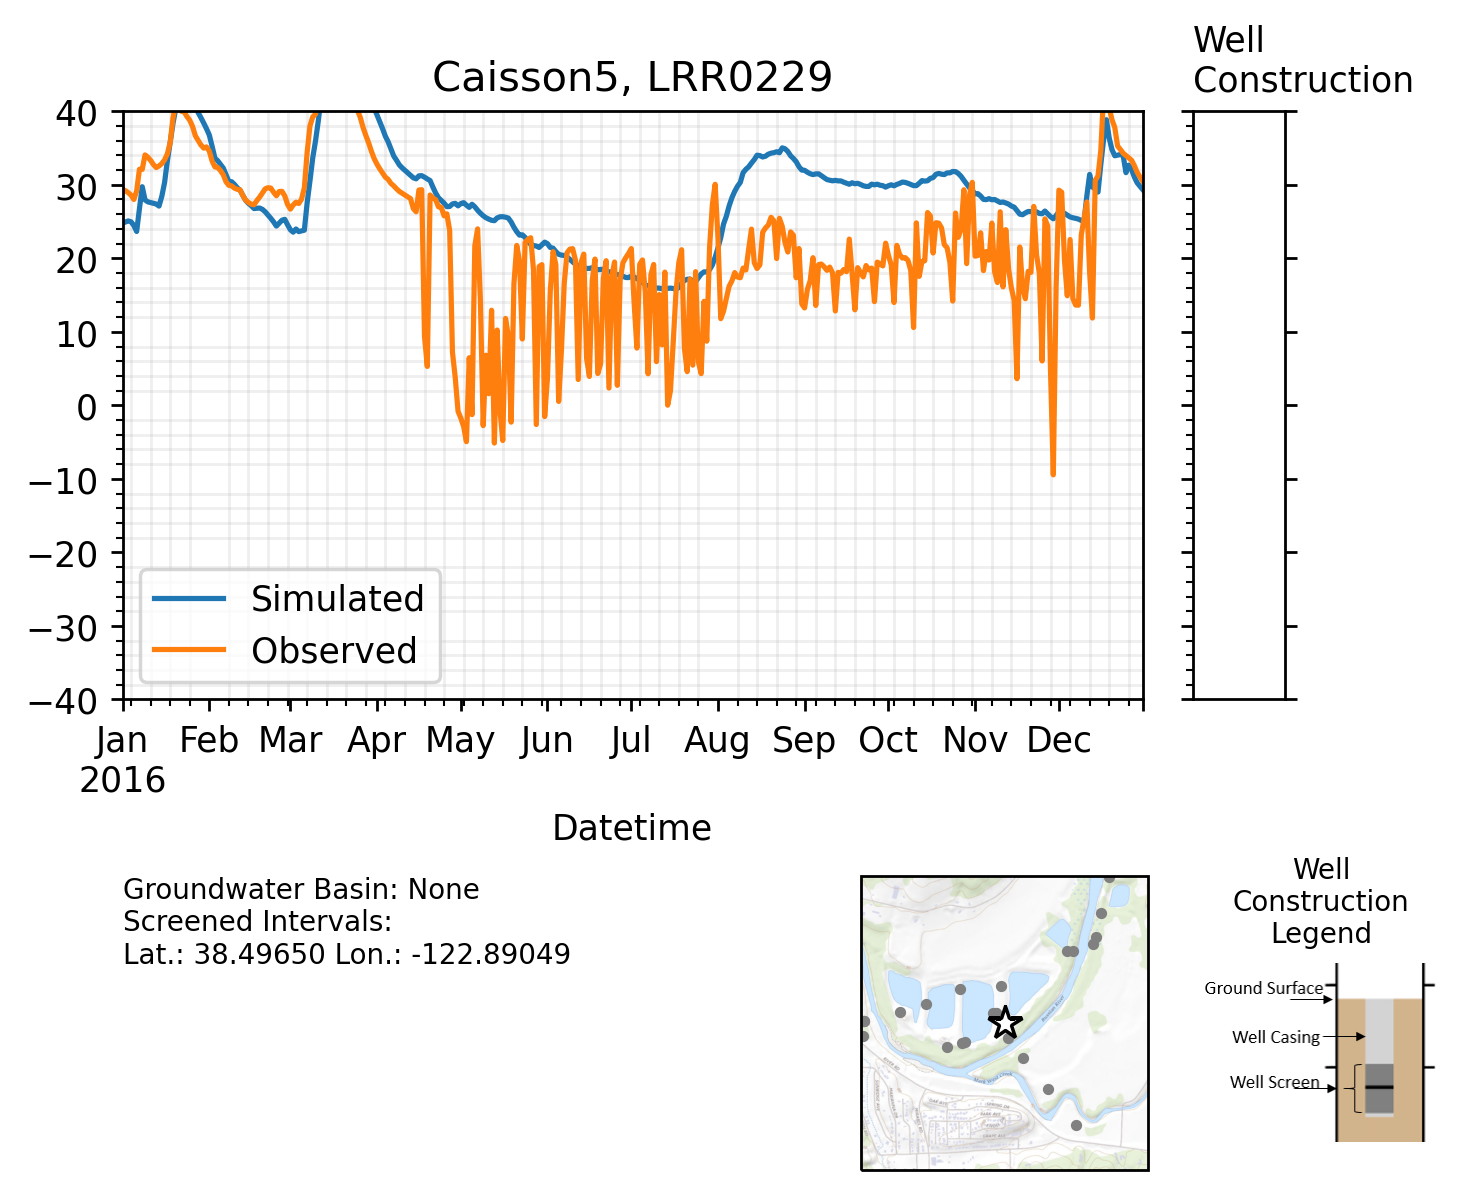 Well
Construction
Caisson5, LRR0229
40
30
20
10
0
−10
−20
−30
−40
Simulated
Observed
Jan Feb Mar Apr May Jun Jul Aug Sep Oct Nov Dec
2016
Datetime
Groundwater Basin: None
Screened Intervals:
Lat.: 38.49650 Lon.: -122.89049
Well
Construction
Legend
Ground Surface
Well Casing
Well Screen